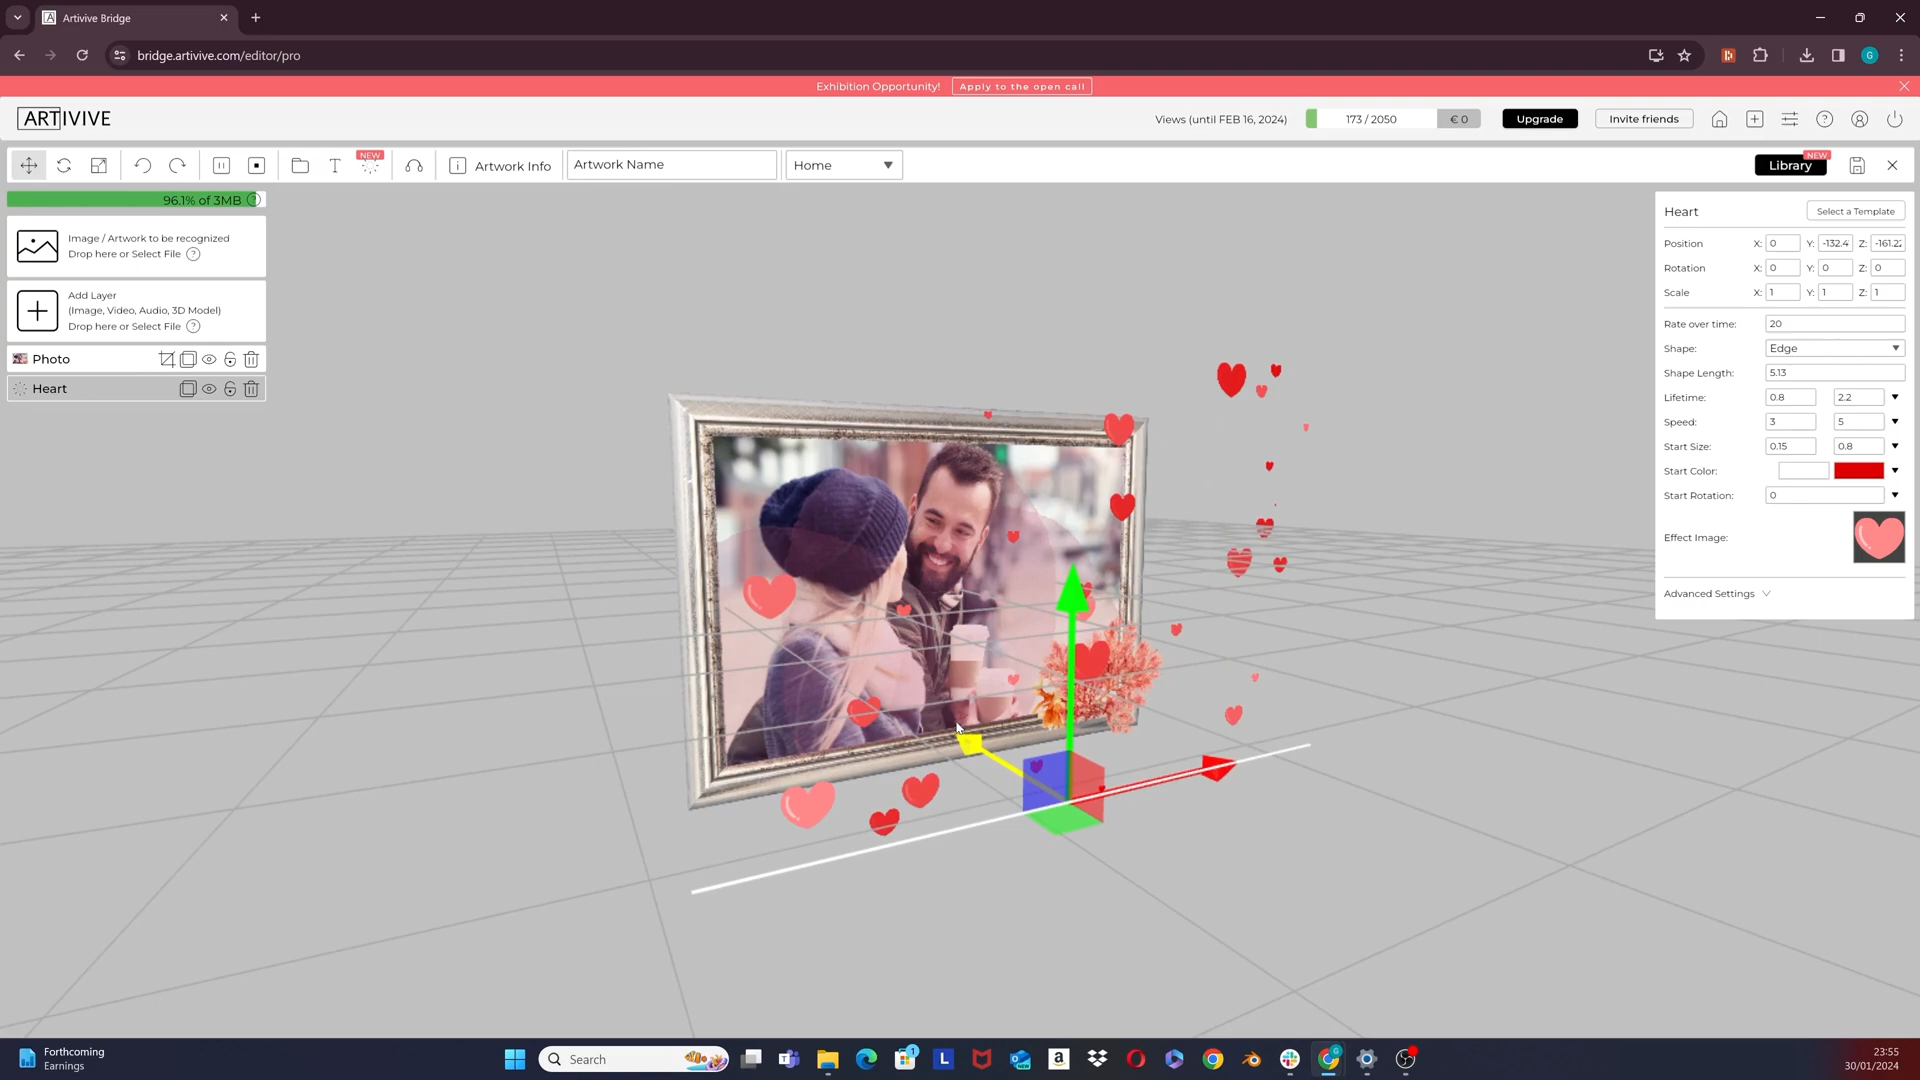 Artivive Bridge
bridge.artivive.com/editor/pro
G
Exhibition Opportunity! Apply to the open call
ARTIVIVE
Views (until FEB 16, 2024) 173 / 2050 € 0 Upgrade Invite friends
NEW
NEW
Artwork Info Artwork Name Home Library
96.1% of 3MB
Image / Artwork to be recognized
Drop here or Select File
Add Layer
(Image, Video, Audio, 3D Model)
Drop here or Select File
Photo
Heart
Heart Select a Template
Position X: 0 Y: -132.4 Z: -161.22
Rotation X: 0 Y: 0 Z: 0
Scale X: 1 Y: 1 Z: 1
Rate over time: 20
Shape: Edge
Shape Length: 5.13
Lifetime: 0.8 2.2
Speed: 3 5
Start Size: 0.15 0.8
Start Color:
Start Rotation: 0
Effect Image:
Advanced Settings
Forthcoming
Earnings
Search
23:55
30/01/2024